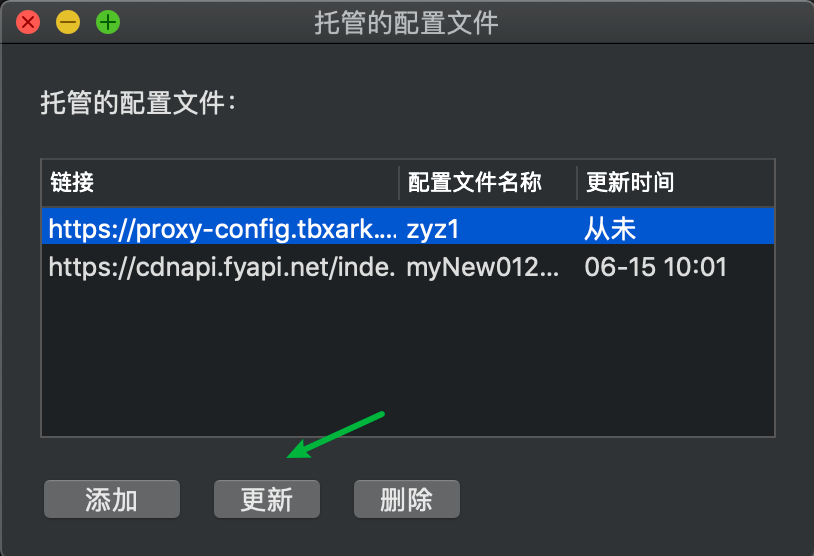 托管的配置文件
托管的配置文件：
链接 配置文件名称 更新时间
https://proxy-config.tbxark.... zyz1 从未
https://cdnapi.fyapi.net/inde. myNew012... 06-15 10:01
添加 更新 删除